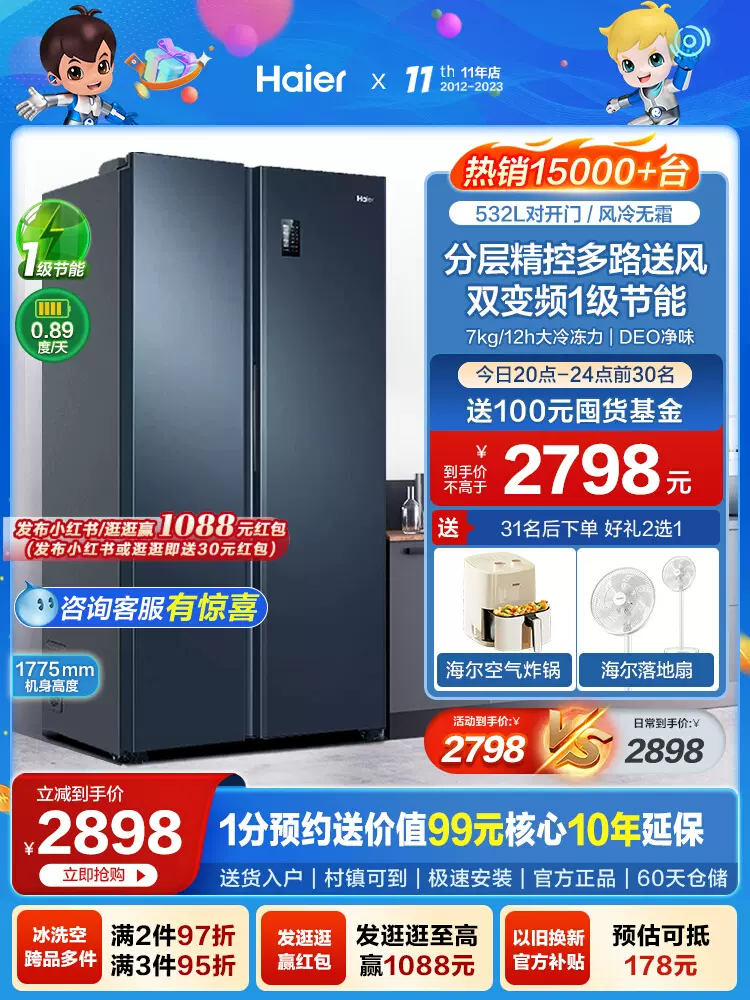 Haier x 11th 11年店
2012-2023
热销15000+台
532L对开门 / 风冷无霜
分层精控多路送风
双变频1级节能
7kg/12h大冷冻力 | DEO净味
今日20点-24点前30名
送100元囤货基金
到手价
不高于
¥2798元
送 31名后下单 好礼2选1
海尔空气炸锅 海尔落地扇
Haier
1级节能
0.89
度/天
发布小红书/逛逛赢1088元红包
(发布小红书或逛逛即送30元红包)
咨询客服有惊喜
1775mm
机身高度
活动到手价:¥
2798
VS
日常到手价:¥
2898
立减到手价
¥2898
立即抢购
1分预约送价值99元核心10年延保
送货入户 | 村镇可到 | 极速安装 | 官方正品 | 60天仓储
冰洗空
跨品多件
满2件97折
满3件95折
发逛逛
赢红包
发逛逛至高
赢1088元
以旧换新
官方补贴
预估可抵
178元